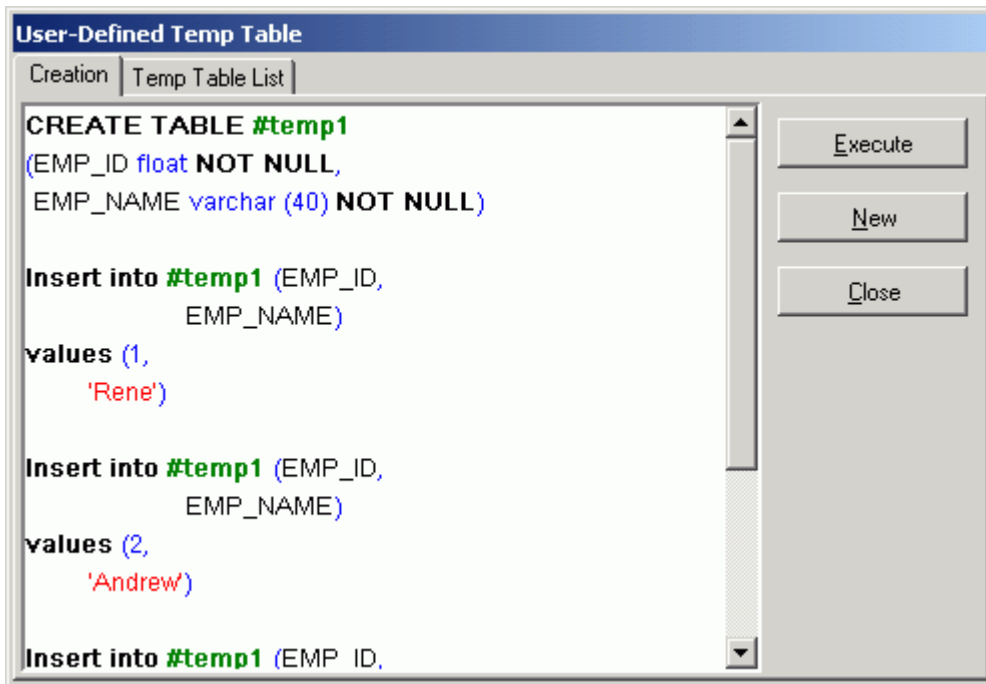 User-Defined Temp Table
Creation
Temp Table List
CREATE TABLE #temp1
(EMP_ID float NOT NULL,
EMP_NAME varchar (40) NOT NULL)
Insert into #temp1 (EMP_ID,
EMP_NAME)
values (1,
'Rene')
Insert into #temp1 (EMP_ID,
EMP_NAME)
values (2,
'Andrew')
Insert into #temp1 (EMP_ID,
Execute
New
Close